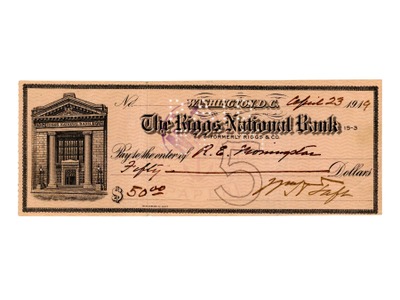 No.
WASHINGTON, D.C. April 23 1919
The Riggs National Bank 15-3
FORMERLY RIGGS & CO.
Pay to the order of R. E.
Fifty Dollars
$ 50.00
5
Wm H Taft